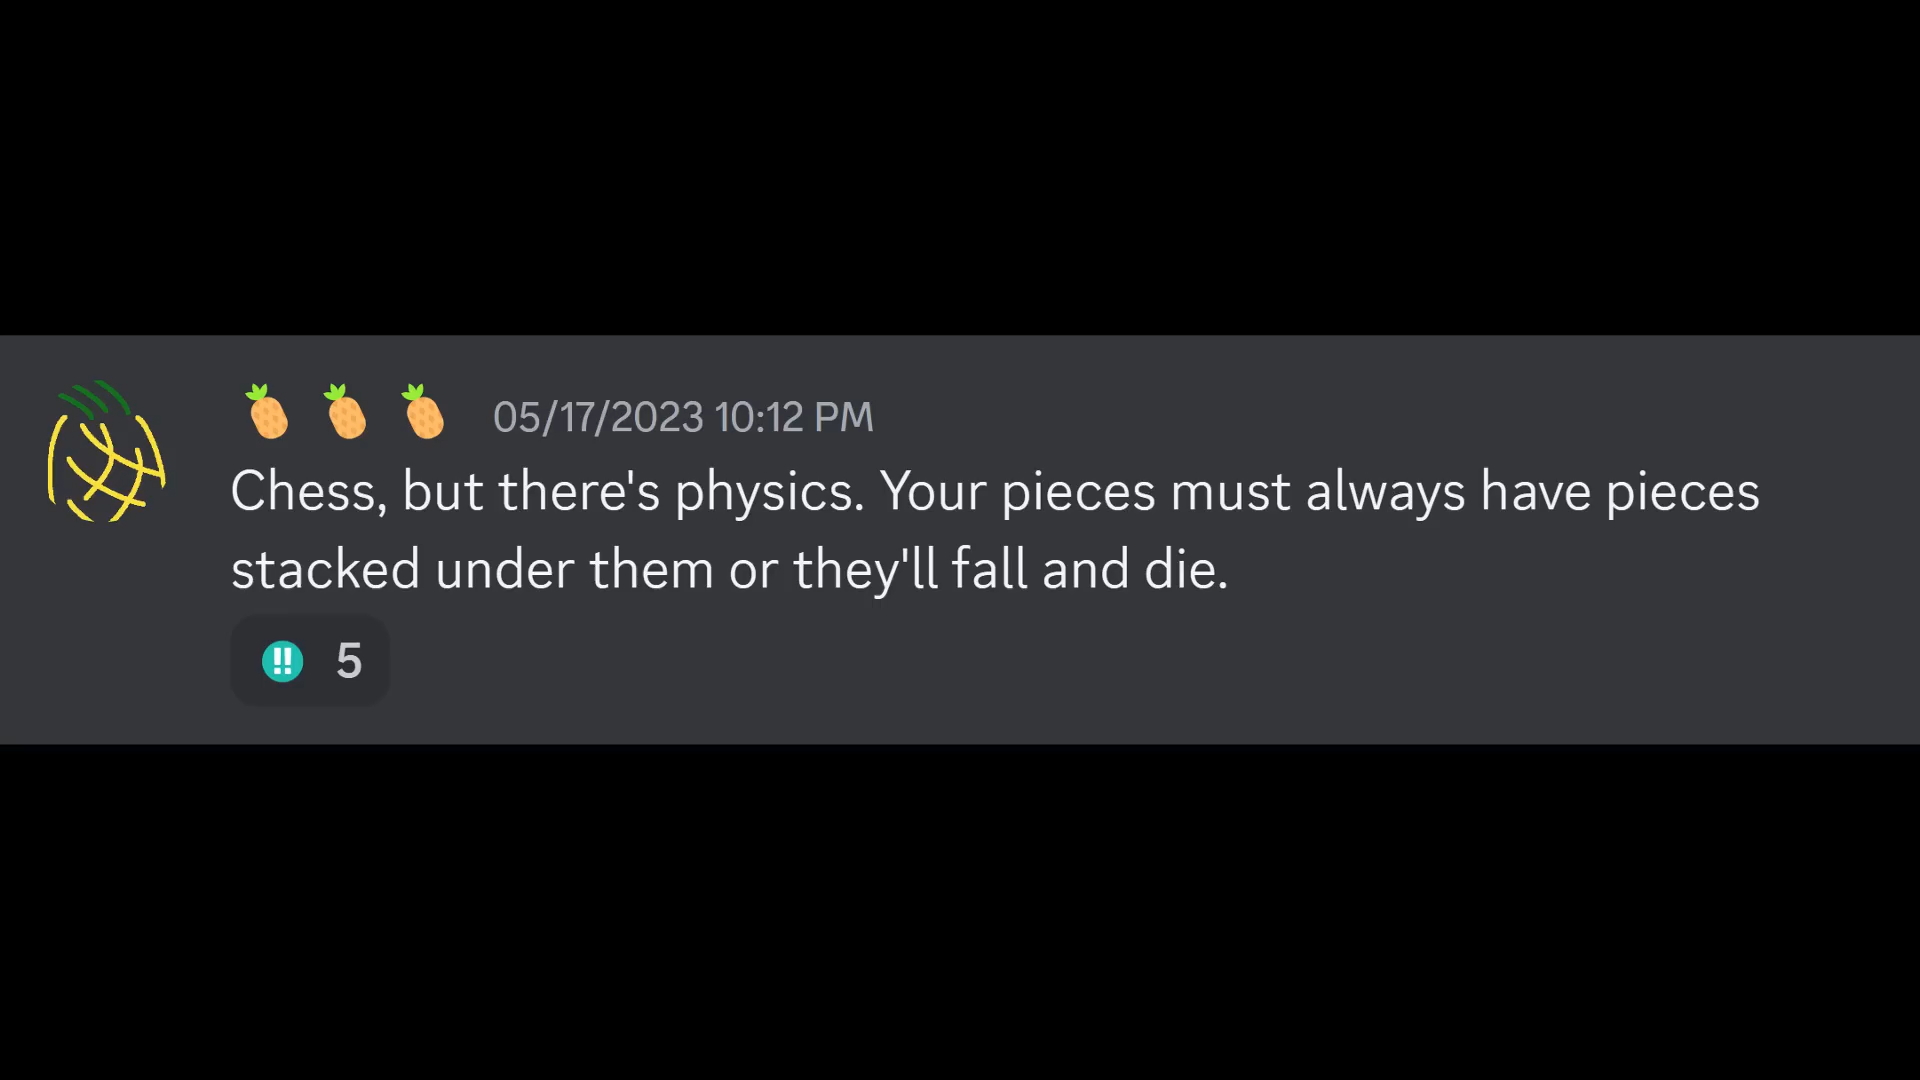 🍍 🍍 🍍 05/17/2023 10:12 PM
Chess, but there's physics. Your pieces must always have pieces
stacked under them or they'll fall and die.
‼ 5